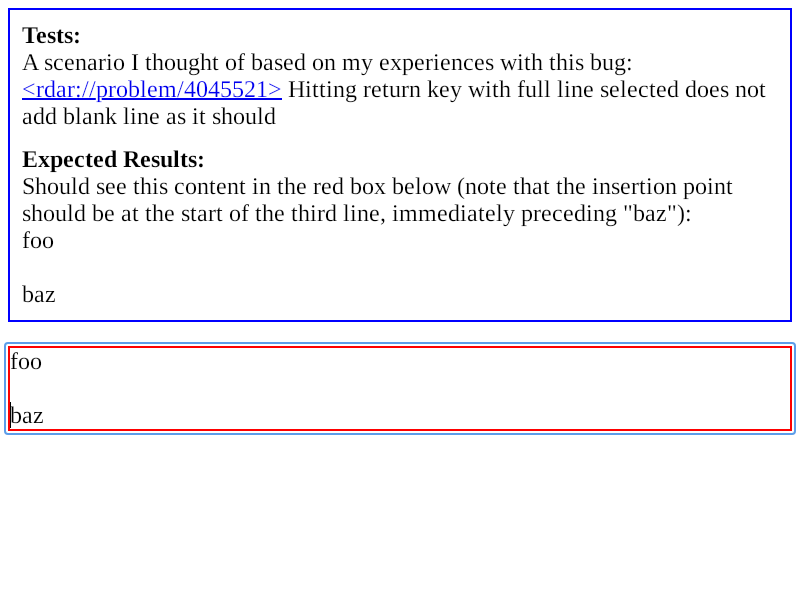 Tests:
A scenario I thought of based on my experiences with this bug:
<rdar://problem/4045521> Hitting return key with full line selected does not
add blank line as it should
Expected Results:
Should see this content in the red box below (note that the insertion point
should be at the start of the third line, immediately preceding "baz"):
foo
baz
foo
baz